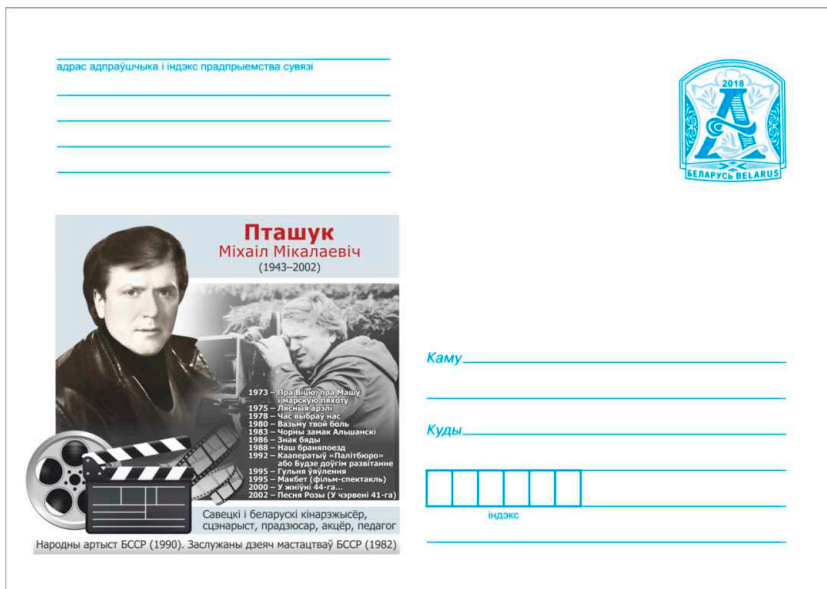 адрас адпраўшчыка і індэкс прадпрыемства сувязі
2018
А
БЕЛАРУСЬ BELARUS
Пташук
Міхаіл Мікалаевіч
(1943–2002)
1973 – Пра Віцю, пра Машу
і марскую пяхоту
1975 – Лясныя арэлі
1978 – Час выбраў нас
1980 – Вазьму твой боль
1983 – Чорны замак Альшанскі
1986 – Знак бяды
1988 – Наш браняпоезд
1992 – Кааператыў «Палітбюро»
або Будзе доўгім развітанне
1995 – Гульня ўяўлення
1995 – Макбет (фільм-спектакль)
2000 – У жніўні 44-га...
2002 – Песня Розы (У чэрвені 41-га)
Савецкі і беларускі кінарэжысёр,
сцэнарыст, прадзюсар, акцёр, педагог
Народны артыст БССР (1990). Заслужаны дзеяч мастацтваў БССР (1982)
Каму
Куды
індэкс